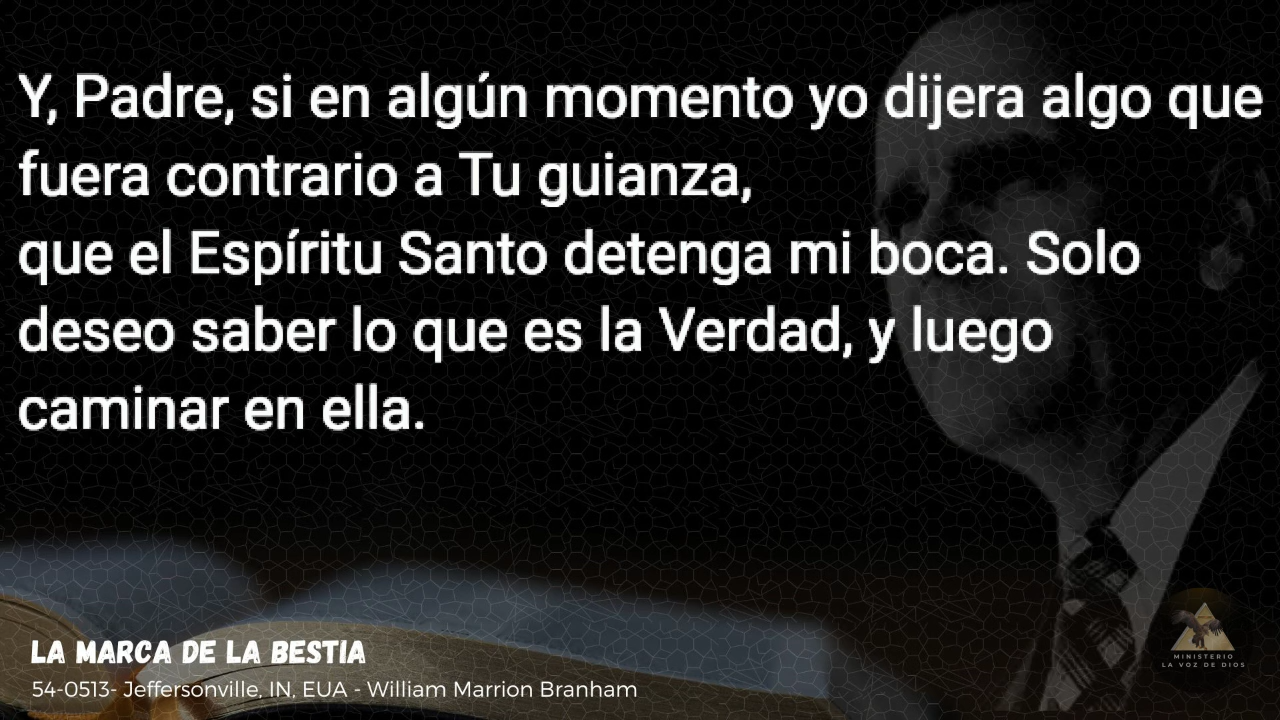 Y, Padre, si en algún momento yo dijera algo que
fuera contrario a Tu guianza,
que el Espíritu Santo detenga mi boca. Solo
deseo saber lo que es la Verdad, y luego
caminar en ella.
LA MARCA DE LA BESTIA
54-0513- Jeffersonville, IN, EUA - William Marrion Branham
MINISTERIO
LA VOZ DE DIOS